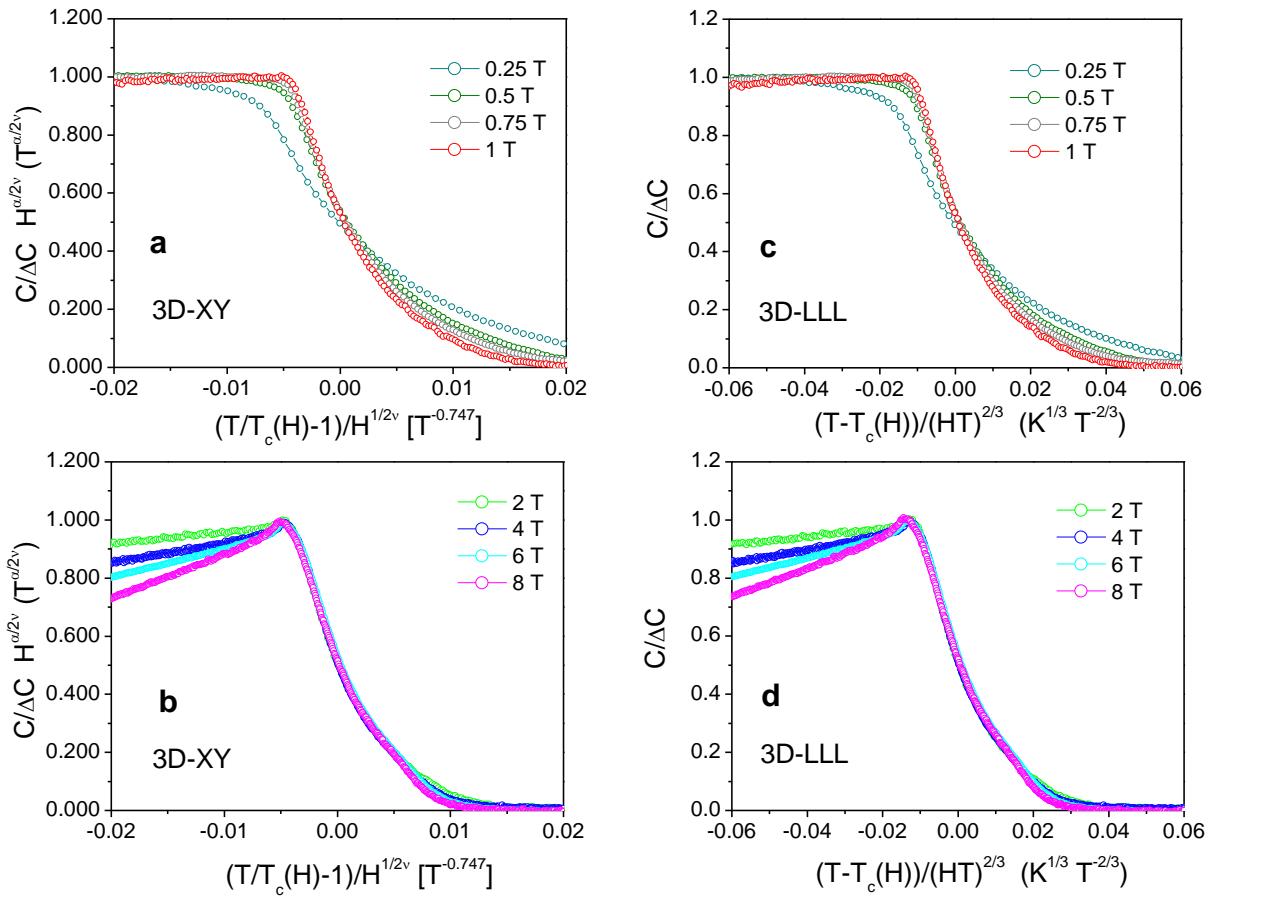 1.200
1.000
0.800
0.600
0.400
0.200
0.000
C/ΔC H^α/2ν (T^α/2ν)
0.25 T
0.5 T
0.75 T
1 T
a
3D-XY
-0.02 -0.01 0.00 0.01 0.02
(T/T_c(H)-1)/H^1/2ν [T^-0.747]
1.2
1.0
0.8
0.6
0.4
0.2
0.0
C/ΔC
0.25 T
0.5 T
0.75 T
1 T
c
3D-LLL
-0.06 -0.04 -0.02 0.00 0.02 0.04 0.06
(T-T_c(H))/(HT)^2/3 (K^1/3 T^-2/3)
1.200
1.000
0.800
0.600
0.400
0.200
0.000
C/ΔC H^α/2ν (T^α/2ν)
2 T
4 T
6 T
8 T
b
3D-XY
-0.02 -0.01 0.00 0.01 0.02
(T/T_c(H)-1)/H^1/2ν [T^-0.747]
1.2
1.0
0.8
0.6
0.4
0.2
0.0
C/ΔC
2 T
4 T
6 T
8 T
d
3D-LLL
-0.06 -0.04 -0.02 0.00 0.02 0.04 0.06
(T-T_c(H))/(HT)^2/3 (K^1/3 T^-2/3)